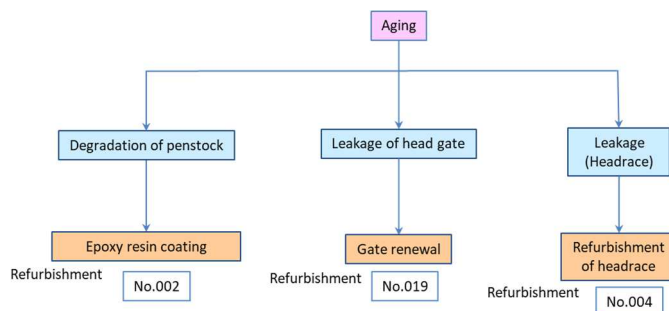 Aging
Degradation of penstock
Leakage of head gate
Leakage
(Headrace)
Epoxy resin coating
Gate renewal
Refurbishment
of headrace
Refurbishment
No.002
Refurbishment
No.019
Refurbishment
No.004